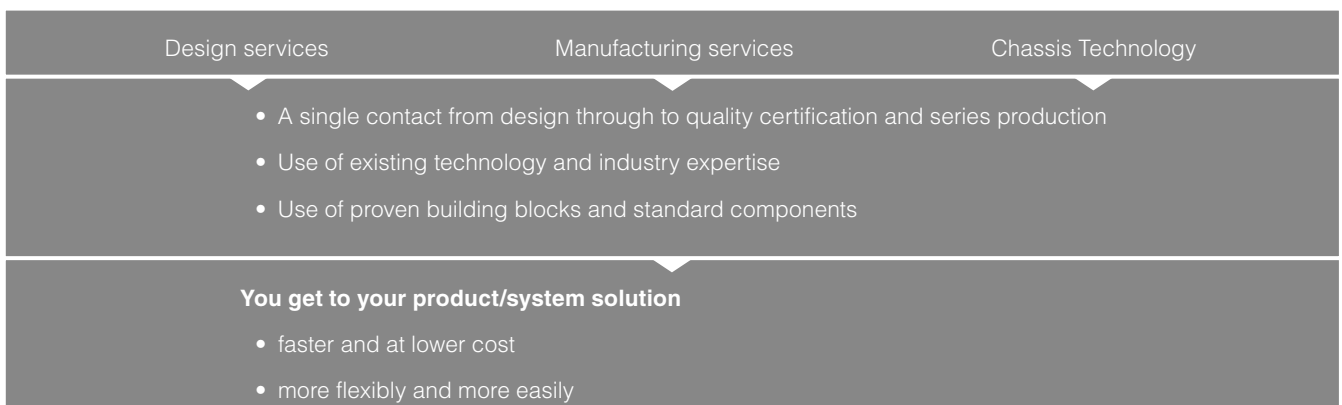 Design services Manufacturing services Chassis Technology
• A single contact from design through to quality certification and series production
• Use of existing technology and industry expertise
• Use of proven building blocks and standard components
You get to your product/system solution
• faster and at lower cost
• more flexibly and more easily